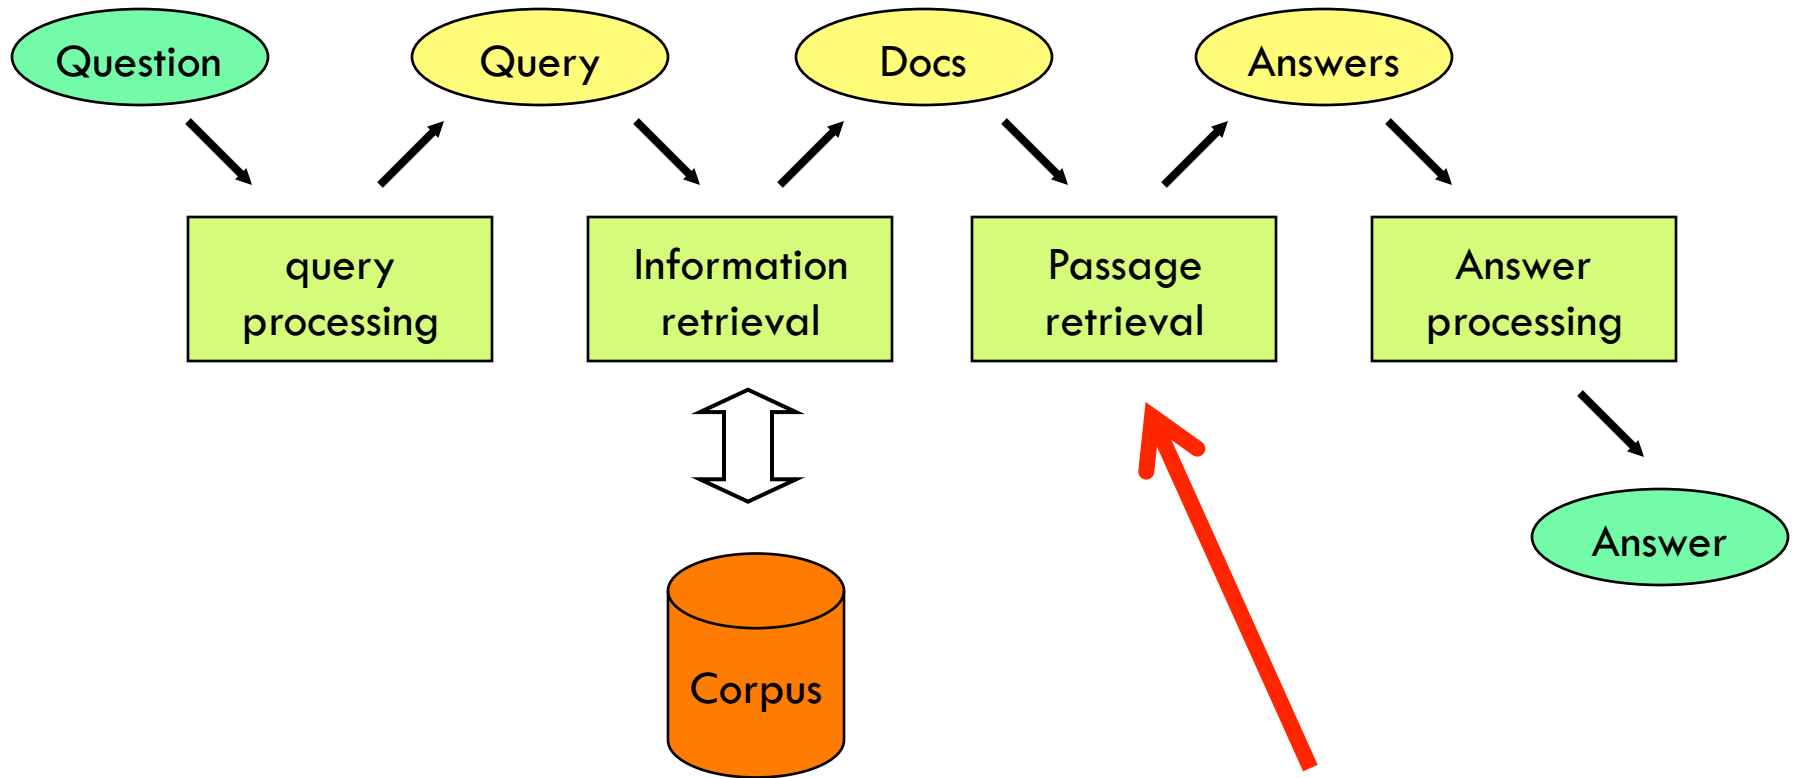 Question
Query
Docs
Answers
query
processing
Information
retrieval
Passage
retrieval
Answer
processing
Answer
Corpus